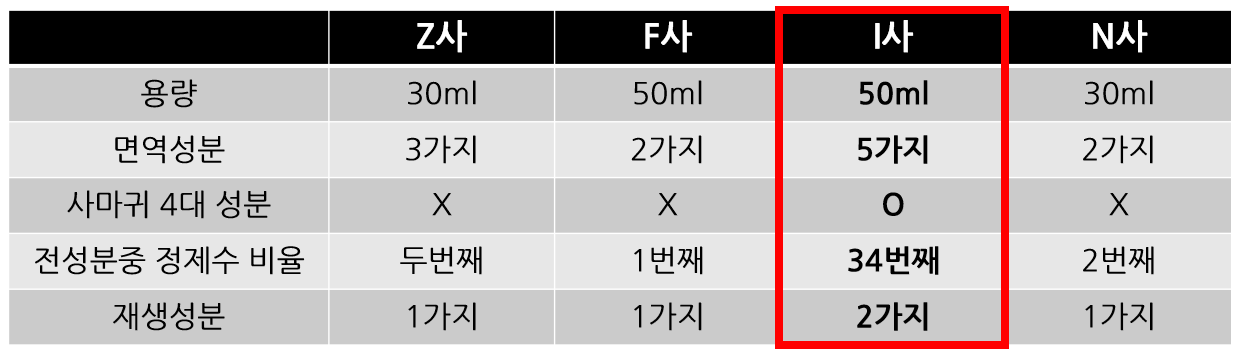 Z사 F사 I사 N사
용량 30ml 50ml 50ml 30ml
면역성분 3가지 2가지 5가지 2가지
사마귀 4대 성분 X X O X
전성분중 정제수 비율 두번째 1번째 34번째 2번째
재생성분 1가지 1가지 2가지 1가지